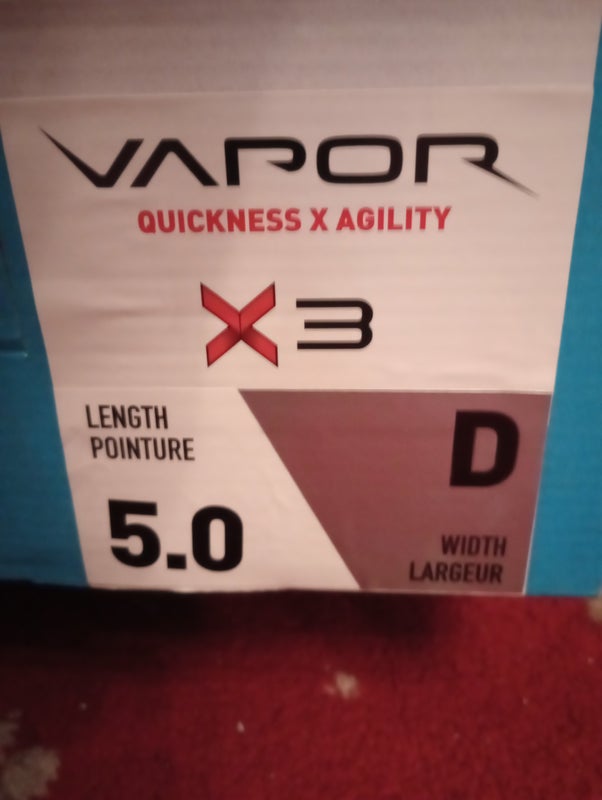 VAPOR
QUICKNESS X AGILITY
X3
LENGTH
POINTURE
5.0
D
WIDTH
LARGEUR